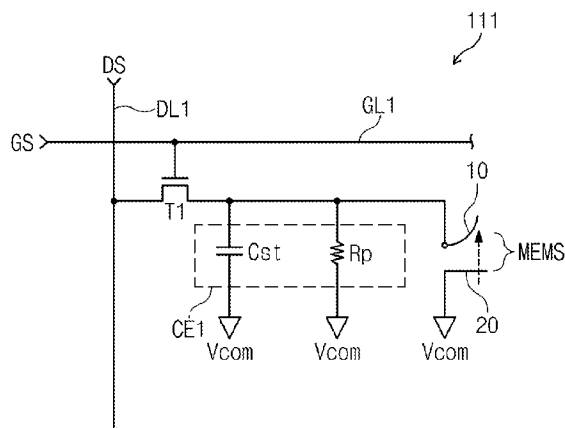 111
DS
DL1
GS
GL1
T1
10
Cst
Rp
MEMS
CE1
20
Vcom
Vcom
Vcom